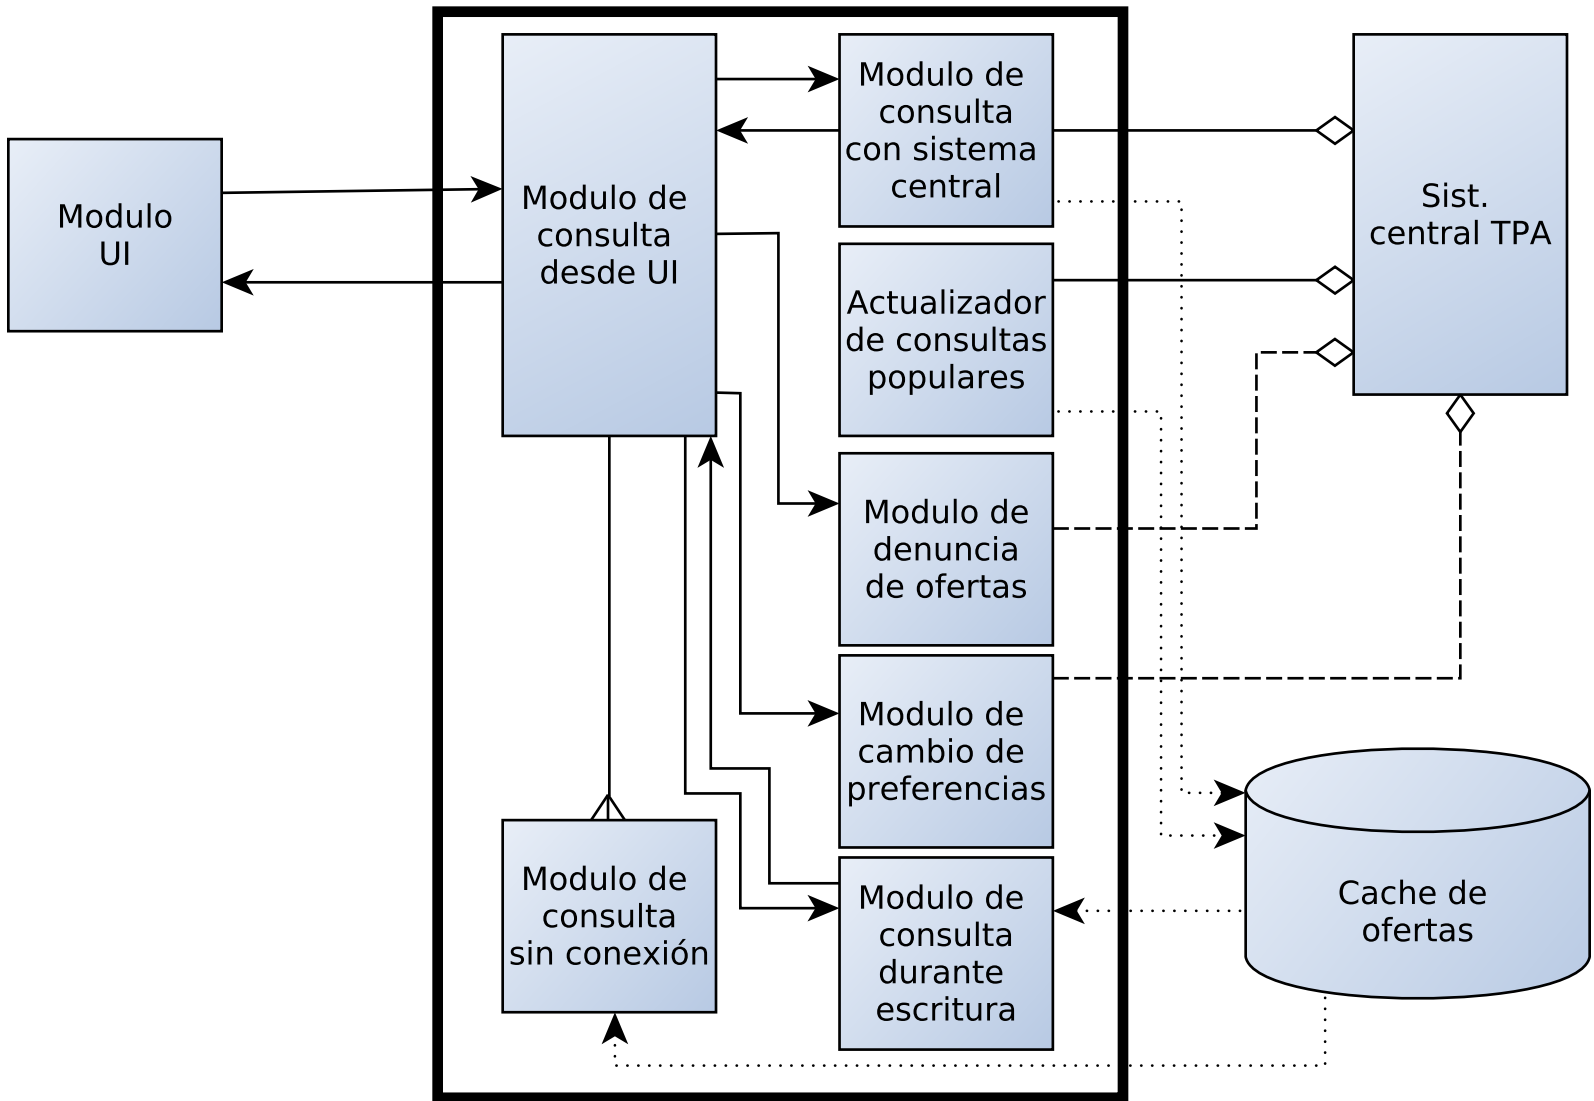 Modulo
UI
Modulo de
consulta
desde UI
Modulo de
consulta
con sistema
central
Sist.
central TPA
Actualizador
de consultas
populares
Modulo de
denuncia
de ofertas
Modulo de
cambio de
preferencias
Modulo de
consulta
sin conexión
Modulo de
consulta
durante
escritura
Cache de
ofertas